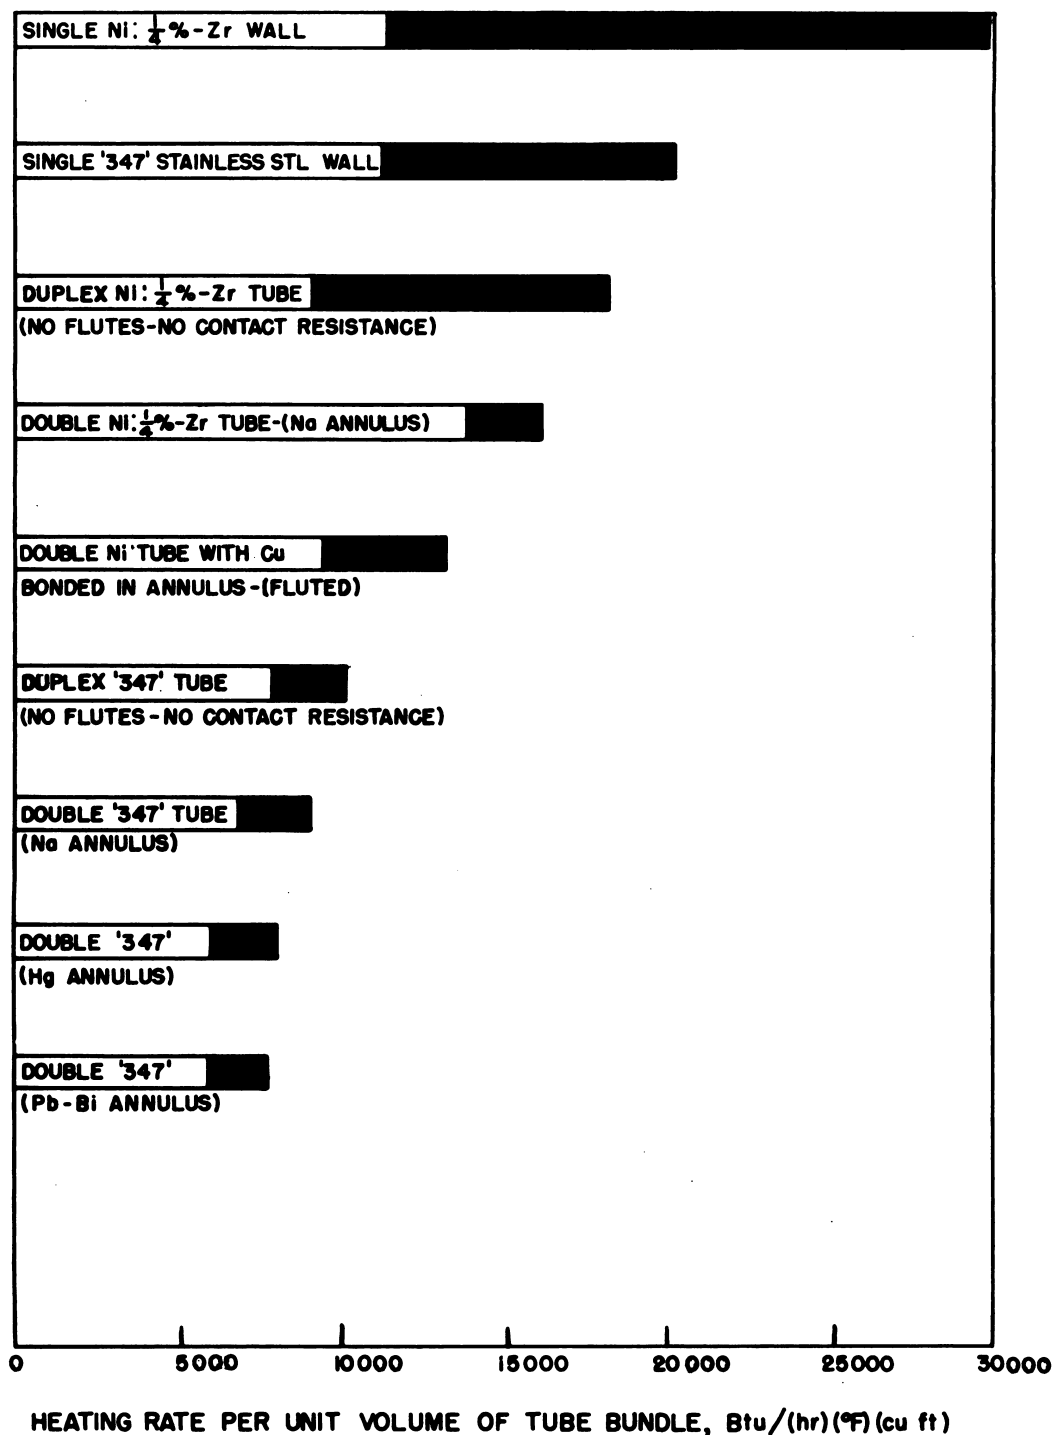 SINGLE Ni: 1/4 %-Zr WALL
SINGLE '347' STAINLESS STL WALL
DUPLEX Ni: 1/4 %-Zr TUBE
(NO FLUTES-NO CONTACT RESISTANCE)
DOUBLE Ni: 1/4 %-Zr TUBE-(Na ANNULUS)
DOUBLE Ni TUBE WITH Cu
BONDED IN ANNULUS-(FLUTED)
DUPLEX '347' TUBE
(NO FLUTES-NO CONTACT RESISTANCE)
DOUBLE '347' TUBE
(Na ANNULUS)
DOUBLE '347'
(Hg ANNULUS)
DOUBLE '347'
(Pb-Bi ANNULUS)
0 5000 10000 15000 20000 25000 30000
HEATING RATE PER UNIT VOLUME OF TUBE BUNDLE, Btu/(hr)(°F)(cu ft)